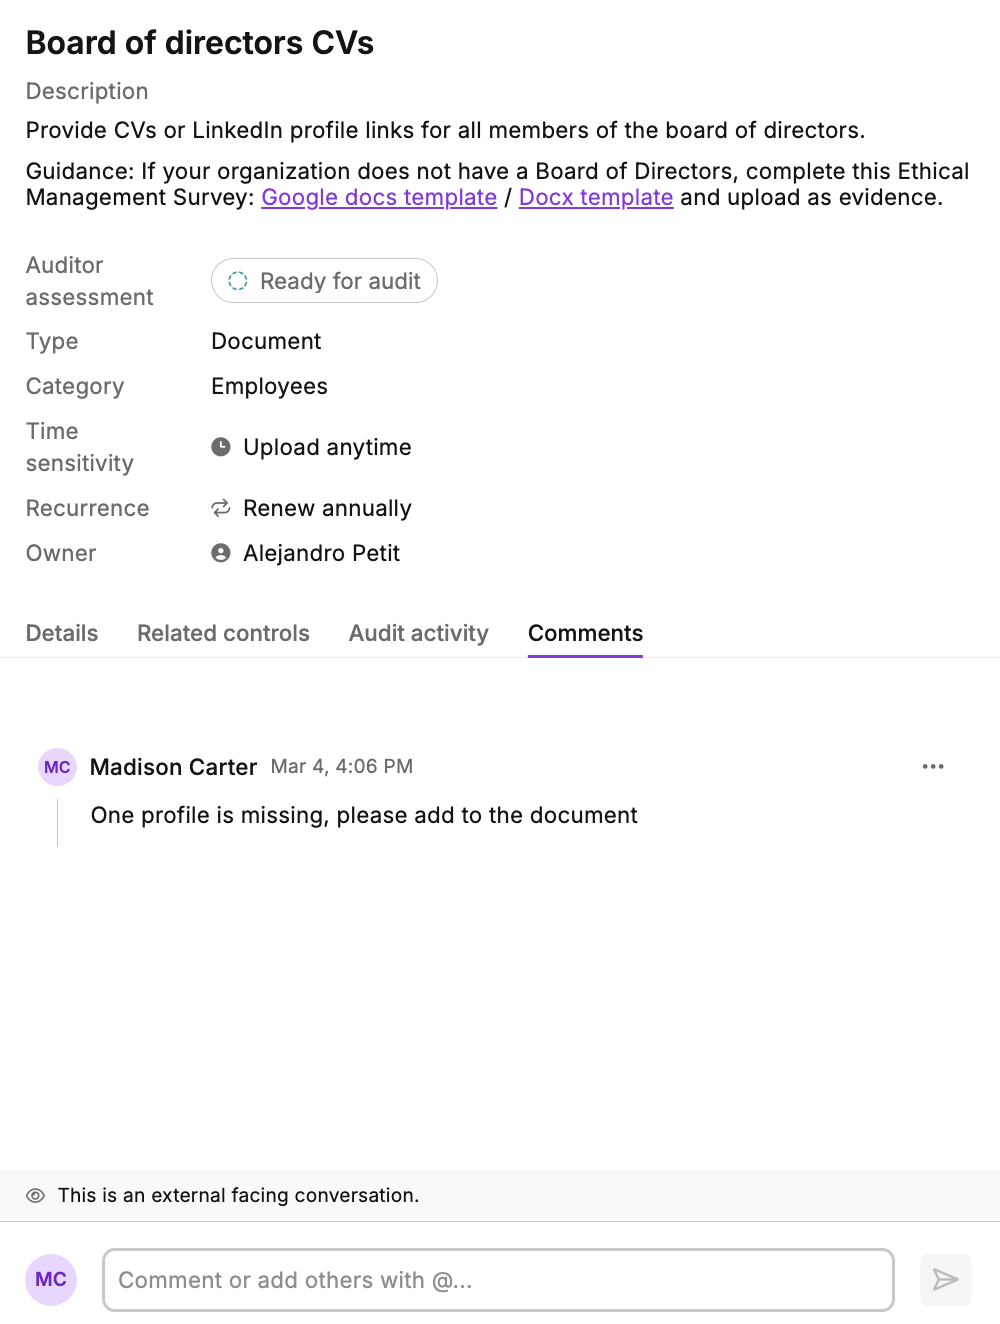 Board of directors CVs
Description
Provide CVs or LinkedIn profile links for all members of the board of directors.
Guidance: If your organization does not have a Board of Directors, complete this Ethical
Management Survey: Google docs template / Docx template and upload as evidence.
Auditor
assessment
Ready for audit
Type
Document
Category
Employees
Time
sensitivity
Upload anytime
Recurrence
Renew annually
Owner
Alejandro Petit
Details Related controls Audit activity Comments
MC Madison Carter Mar 4, 4:06 PM
One profile is missing, please add to the document
This is an external facing conversation.
MC Comment or add others with @...